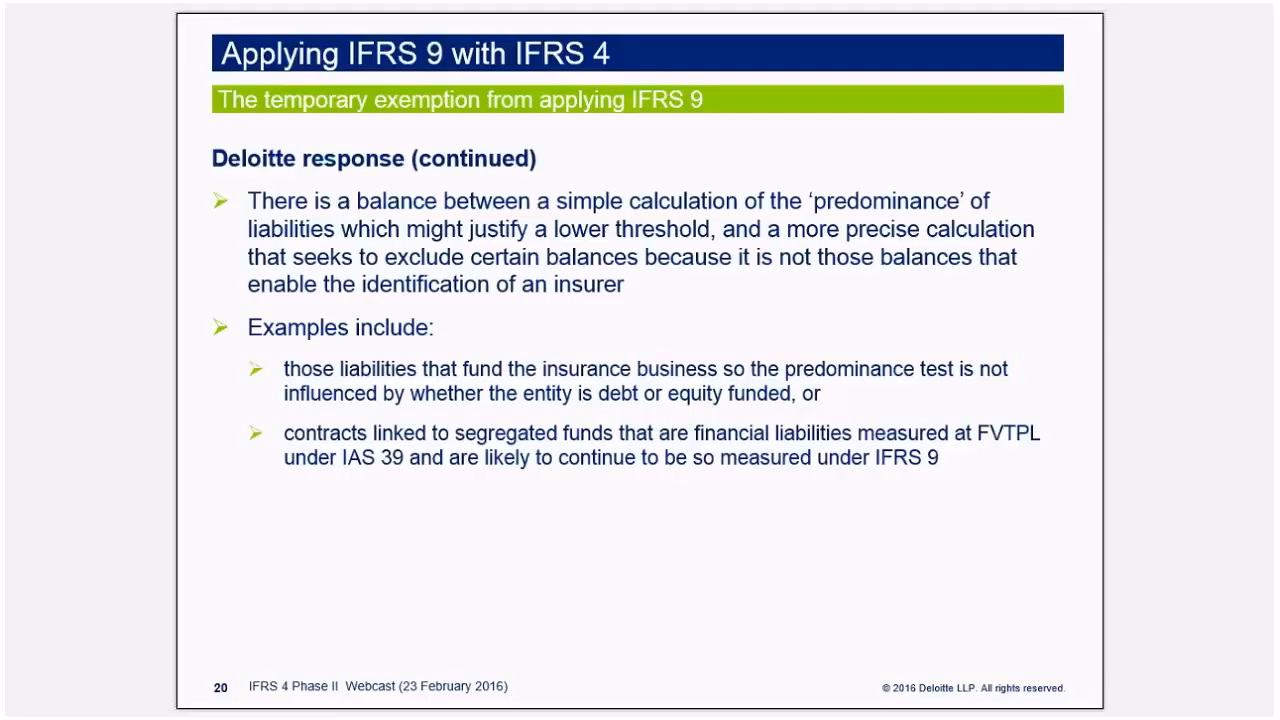 Applying IFRS 9 with IFRS 4
The temporary exemption from applying IFRS 9
Deloitte response (continued)
There is a balance between a simple calculation of the ‘predominance’ of
liabilities which might justify a lower threshold, and a more precise calculation
that seeks to exclude certain balances because it is not those balances that
enable the identification of an insurer
Examples include:
those liabilities that fund the insurance business so the predominance test is not
influenced by whether the entity is debt or equity funded, or
contracts linked to segregated funds that are financial liabilities measured at FVTPL
under IAS 39 and are likely to continue to be so measured under IFRS 9
20 IFRS 4 Phase II Webcast (23 February 2016)
© 2016 Deloitte LLP. All rights reserved.